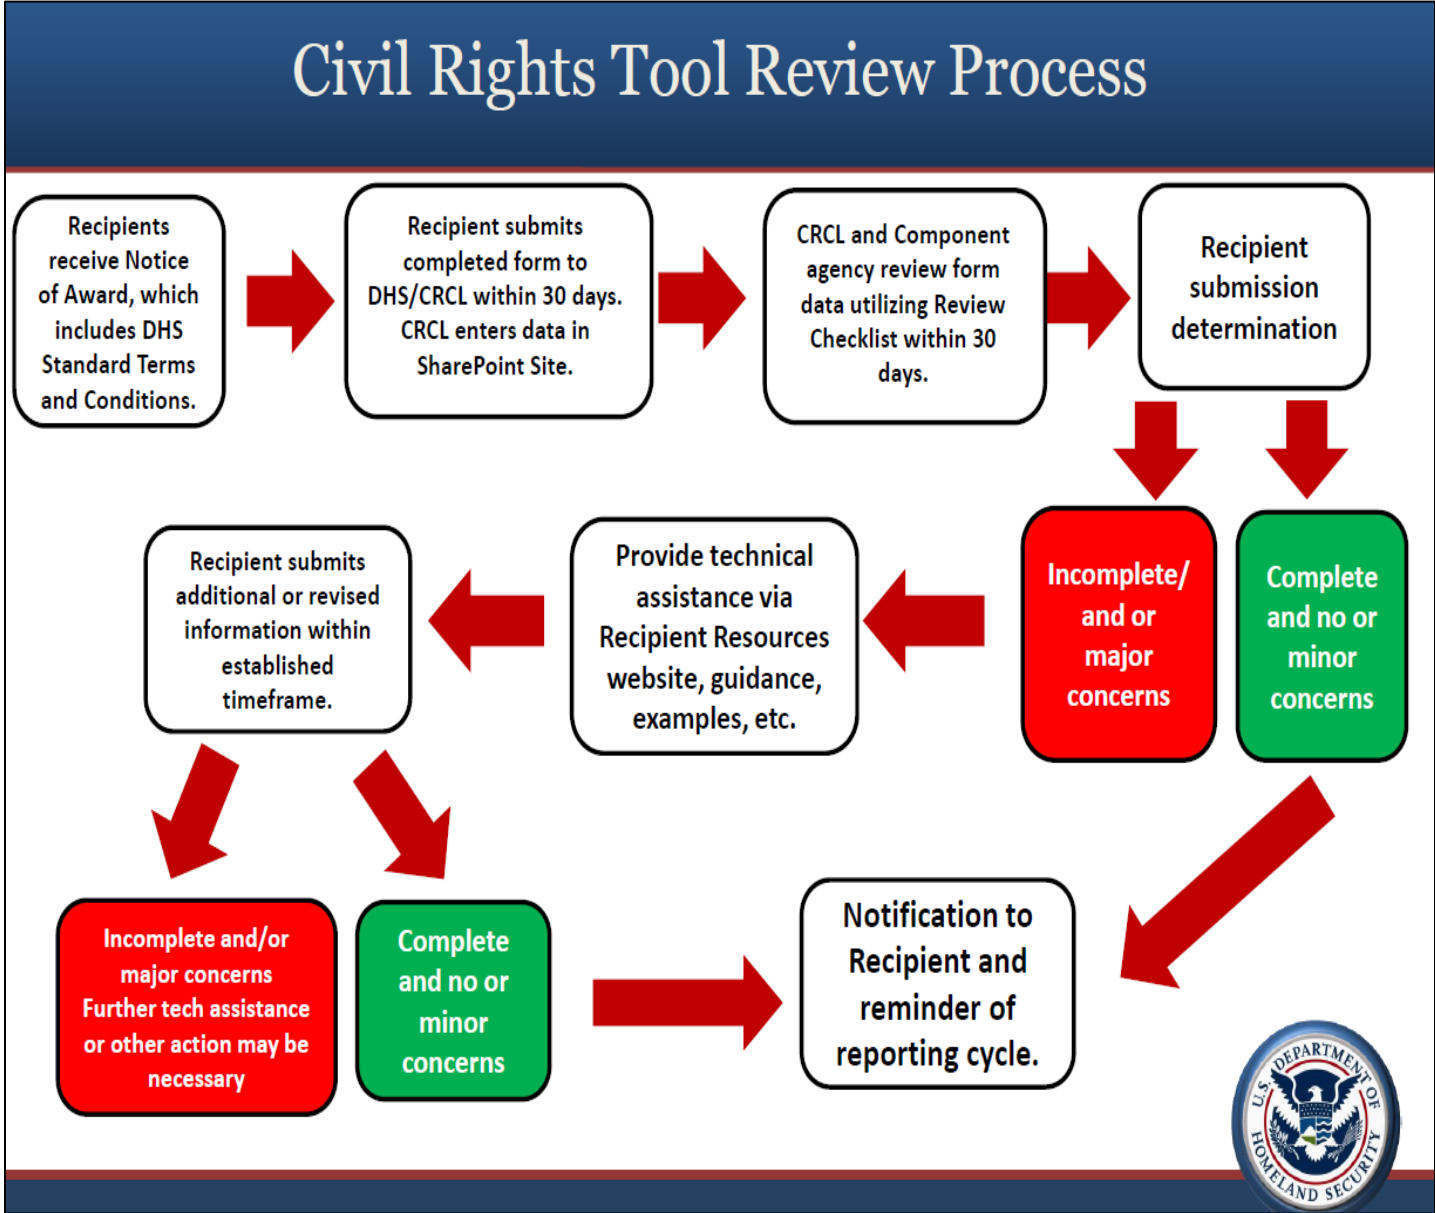 Civil Rights Tool Review Process
Recipients
receive Notice
of Award, which
includes DHS
Standard Terms
and Conditions.
Recipient submits
completed form to
DHS/CRCL within 30 days.
CRCL enters data in
SharePoint Site.
CRCL and Component
agency review form
data utilizing Review
Checklist within 30
days.
Recipient
submission
determination
Incomplete/
and or
major
concerns
Complete
and no or
minor
concerns
Provide technical
assistance via
Recipient Resources
website, guidance,
examples, etc.
Recipient submits
additional or revised
information within
established
timeframe.
Incomplete and/or
major concerns
Further tech assistance
or other action may be
necessary
Complete
and no or
minor
concerns
Notification to
Recipient and
reminder of
reporting cycle.
U.S. DEPARTMENT OF
HOMELAND SECURITY